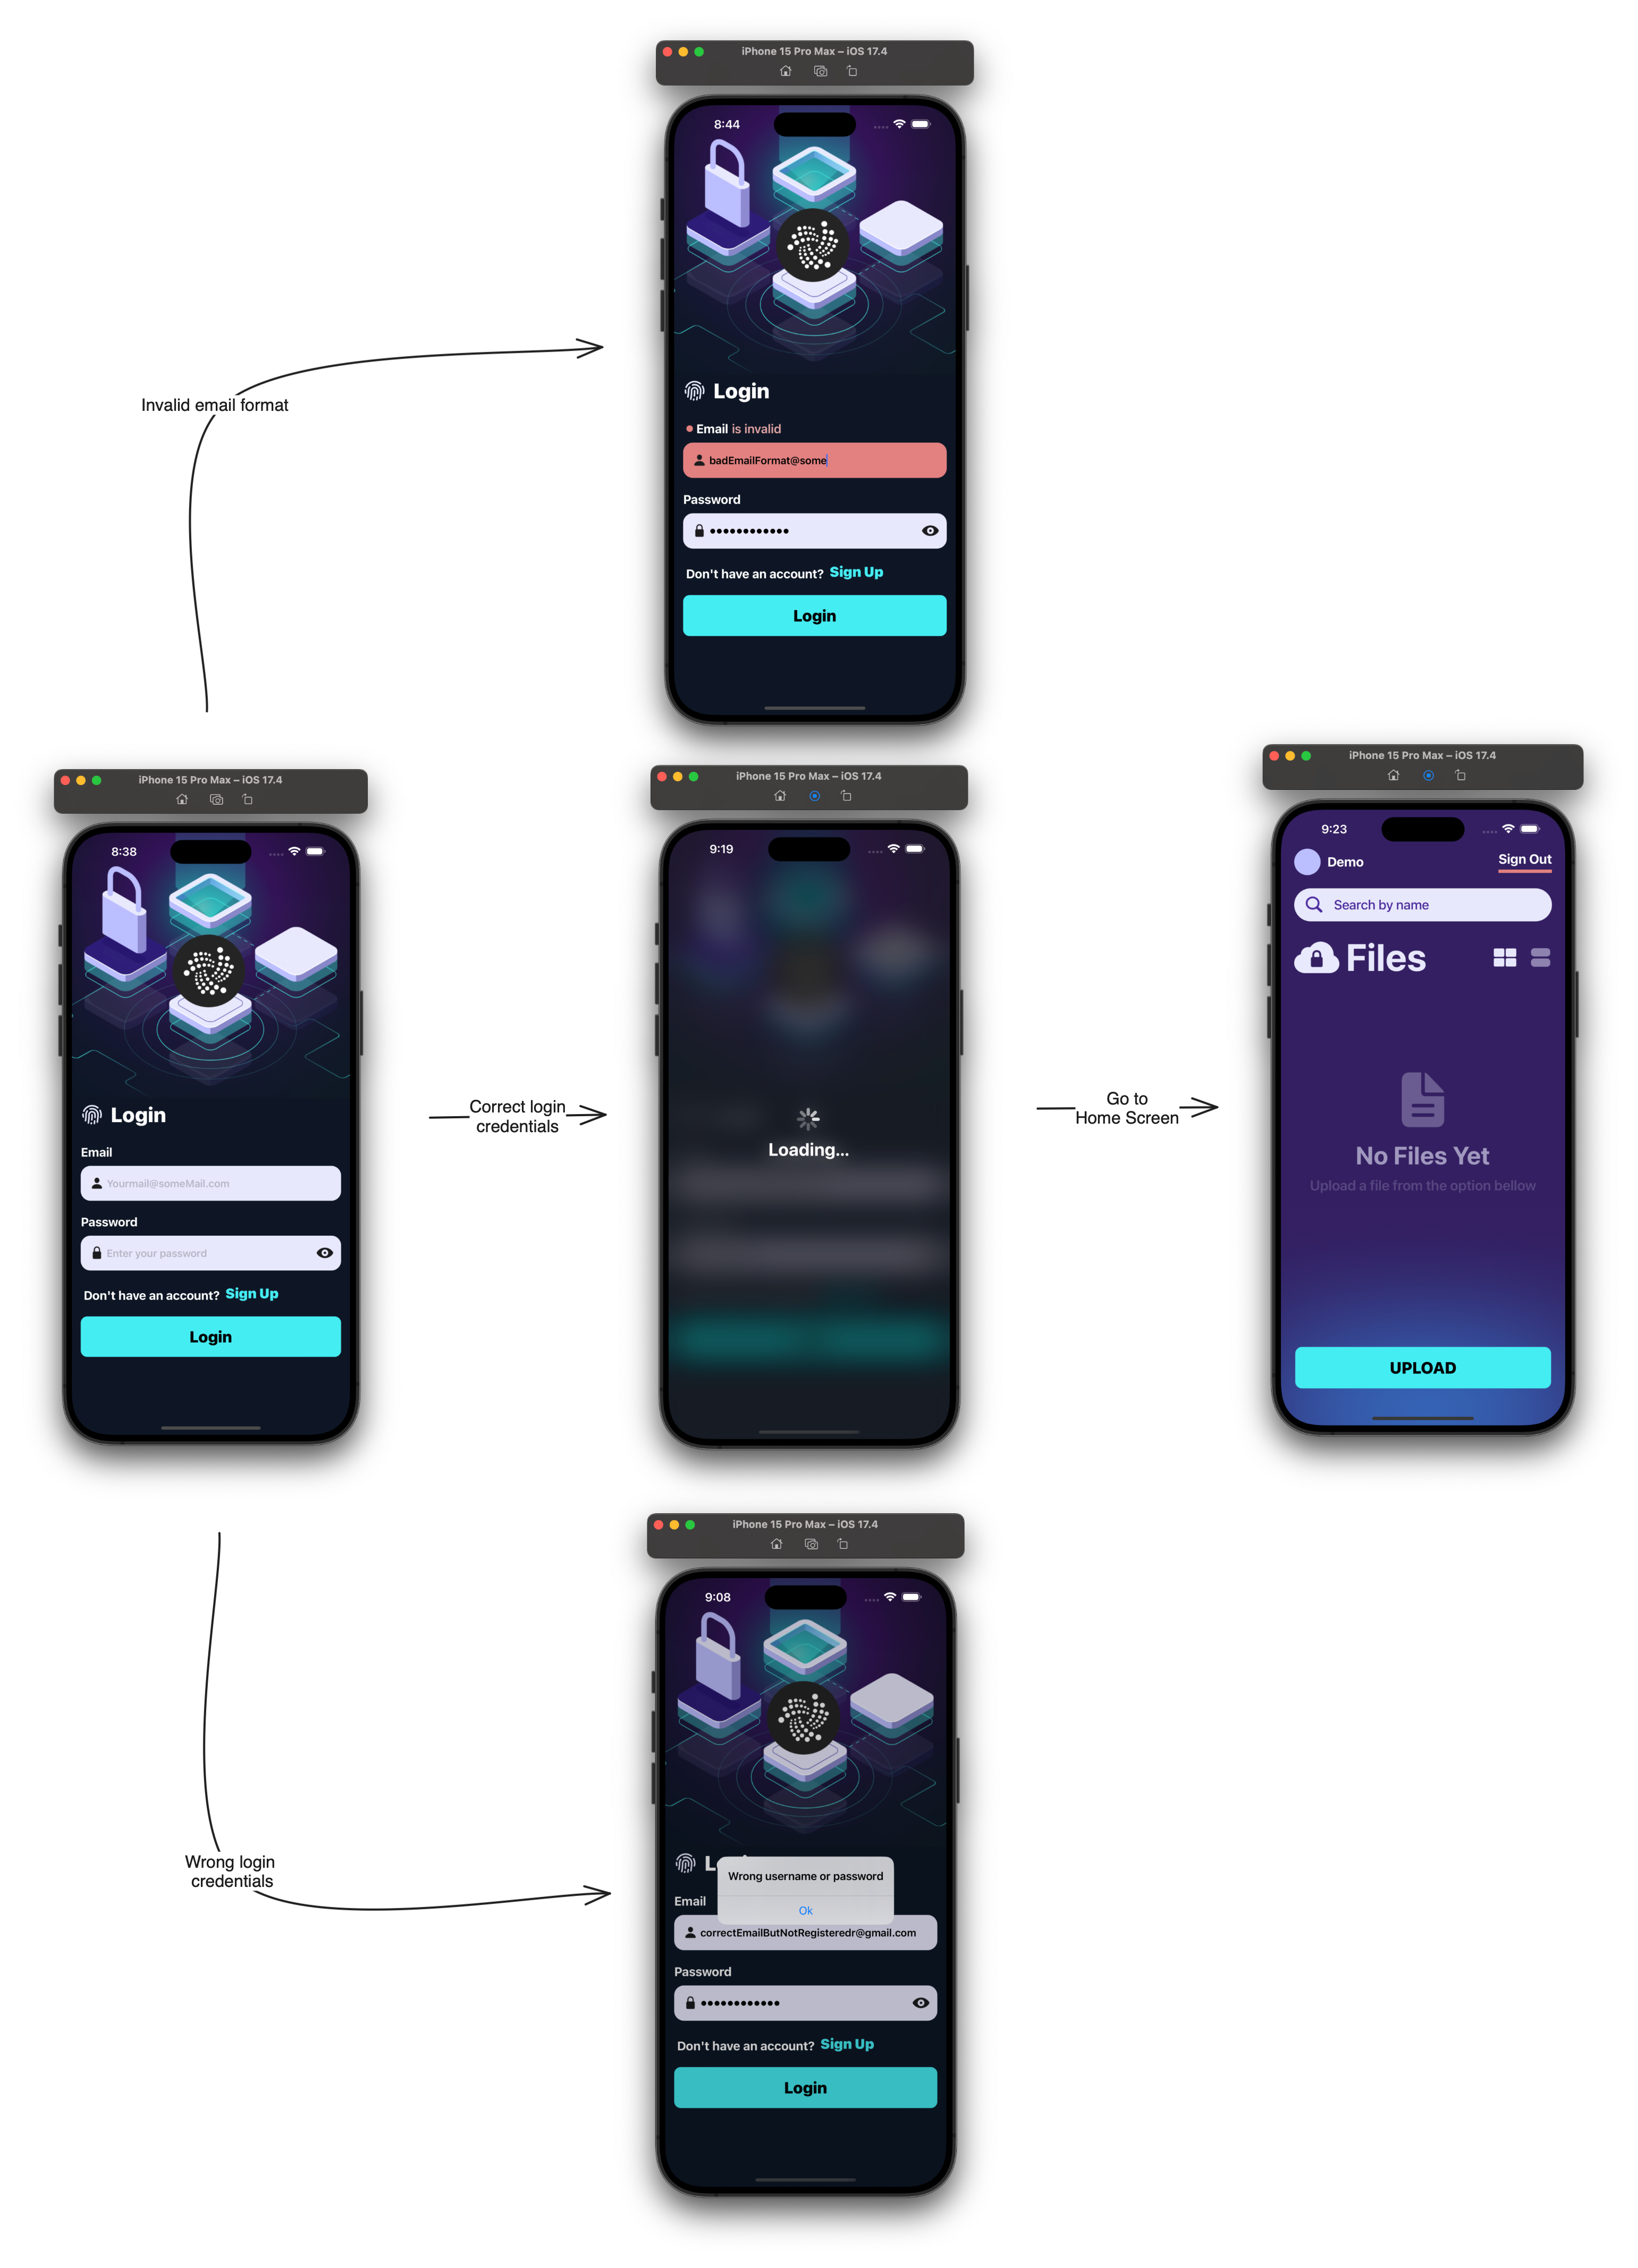 iPhone 15 Pro Max – iOS 17.4
8:44
Login
Email is invalid
badEmailFormat@some
Password
Don't have an account? Sign Up
Login
Invalid email format
iPhone 15 Pro Max – iOS 17.4
8:38
Login
Email
Yourmail@someMail.com
Password
Enter your password
Don't have an account? Sign Up
Login
Correct login
credentials
iPhone 15 Pro Max – iOS 17.4
9:19
Loading...
Go to
Home Screen
iPhone 15 Pro Max – iOS 17.4
9:23
Demo
Sign Out
Search by name
Files
No Files Yet
Upload a file from the option bellow
UPLOAD
Wrong login
credentials
iPhone 15 Pro Max – iOS 17.4
9:08
Wrong username or password
Ok
Email
correctEmailButNotRegisteredr@gmail.com
Password
Don't have an account? Sign Up
Login